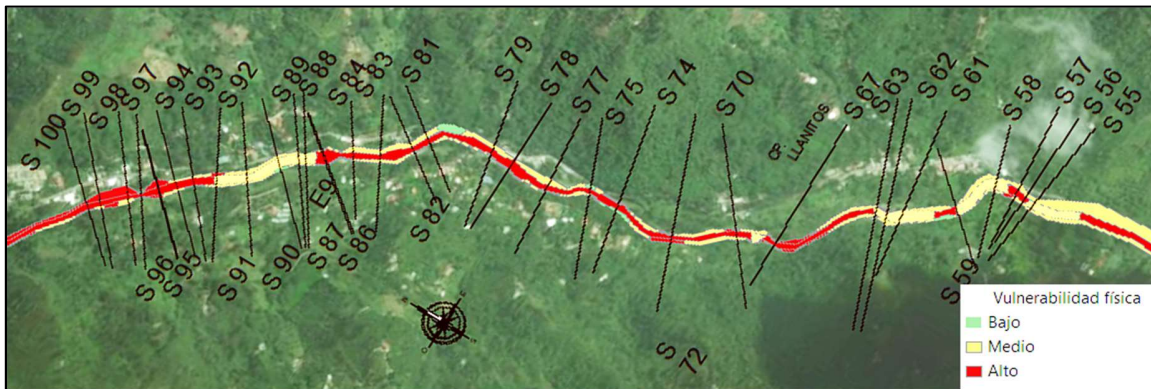 S 100
S 99
S 98
S 97
S 94
S 93
S 92
S 89
S 88
S 84
S 83
S 81
S 79
S 78
S 77
S 75
S 74
S 70
CP. LLANITOS
S 67
S 63
S 62
S 61
S 58
S 57
S 56
S 55
S 96
S 95
S 91
S 90
E9
S 87
S 86
S 82
S 72
S 59
Vulnerabilidad física
Bajo
Medio
Alto